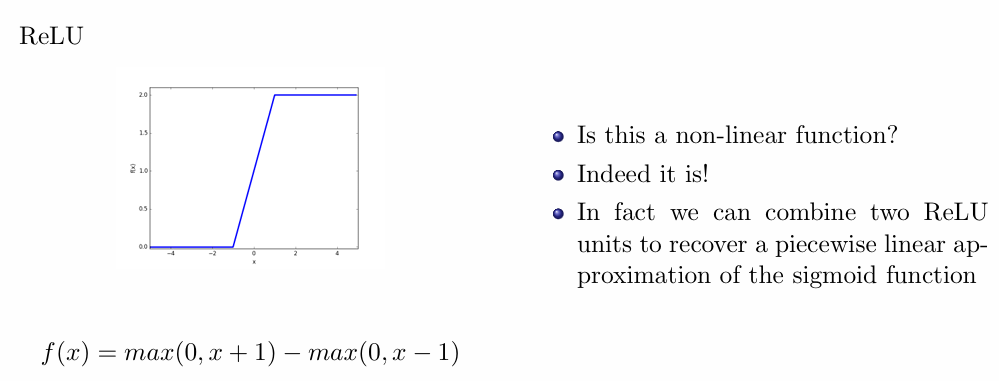 ReLU
2.0
1.5
1.0
0.5
0.0
f(x)
−4 −2 0 2 4
x
f(x) = max(0, x + 1) − max(0, x − 1)
Is this a non-linear function?
Indeed it is!
In fact we can combine two ReLU
units to recover a piecewise linear ap-
proximation of the sigmoid function